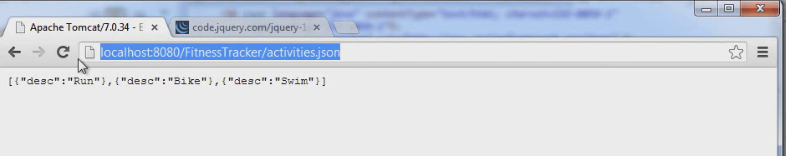 Apache Tomcat/7.0.34 - E
code.jquery.com/jquery-1
localhost:8080/FitnessTracker/activities.json
[{"desc":"Run"},{"desc":"Bike"},{"desc":"Swim"}]